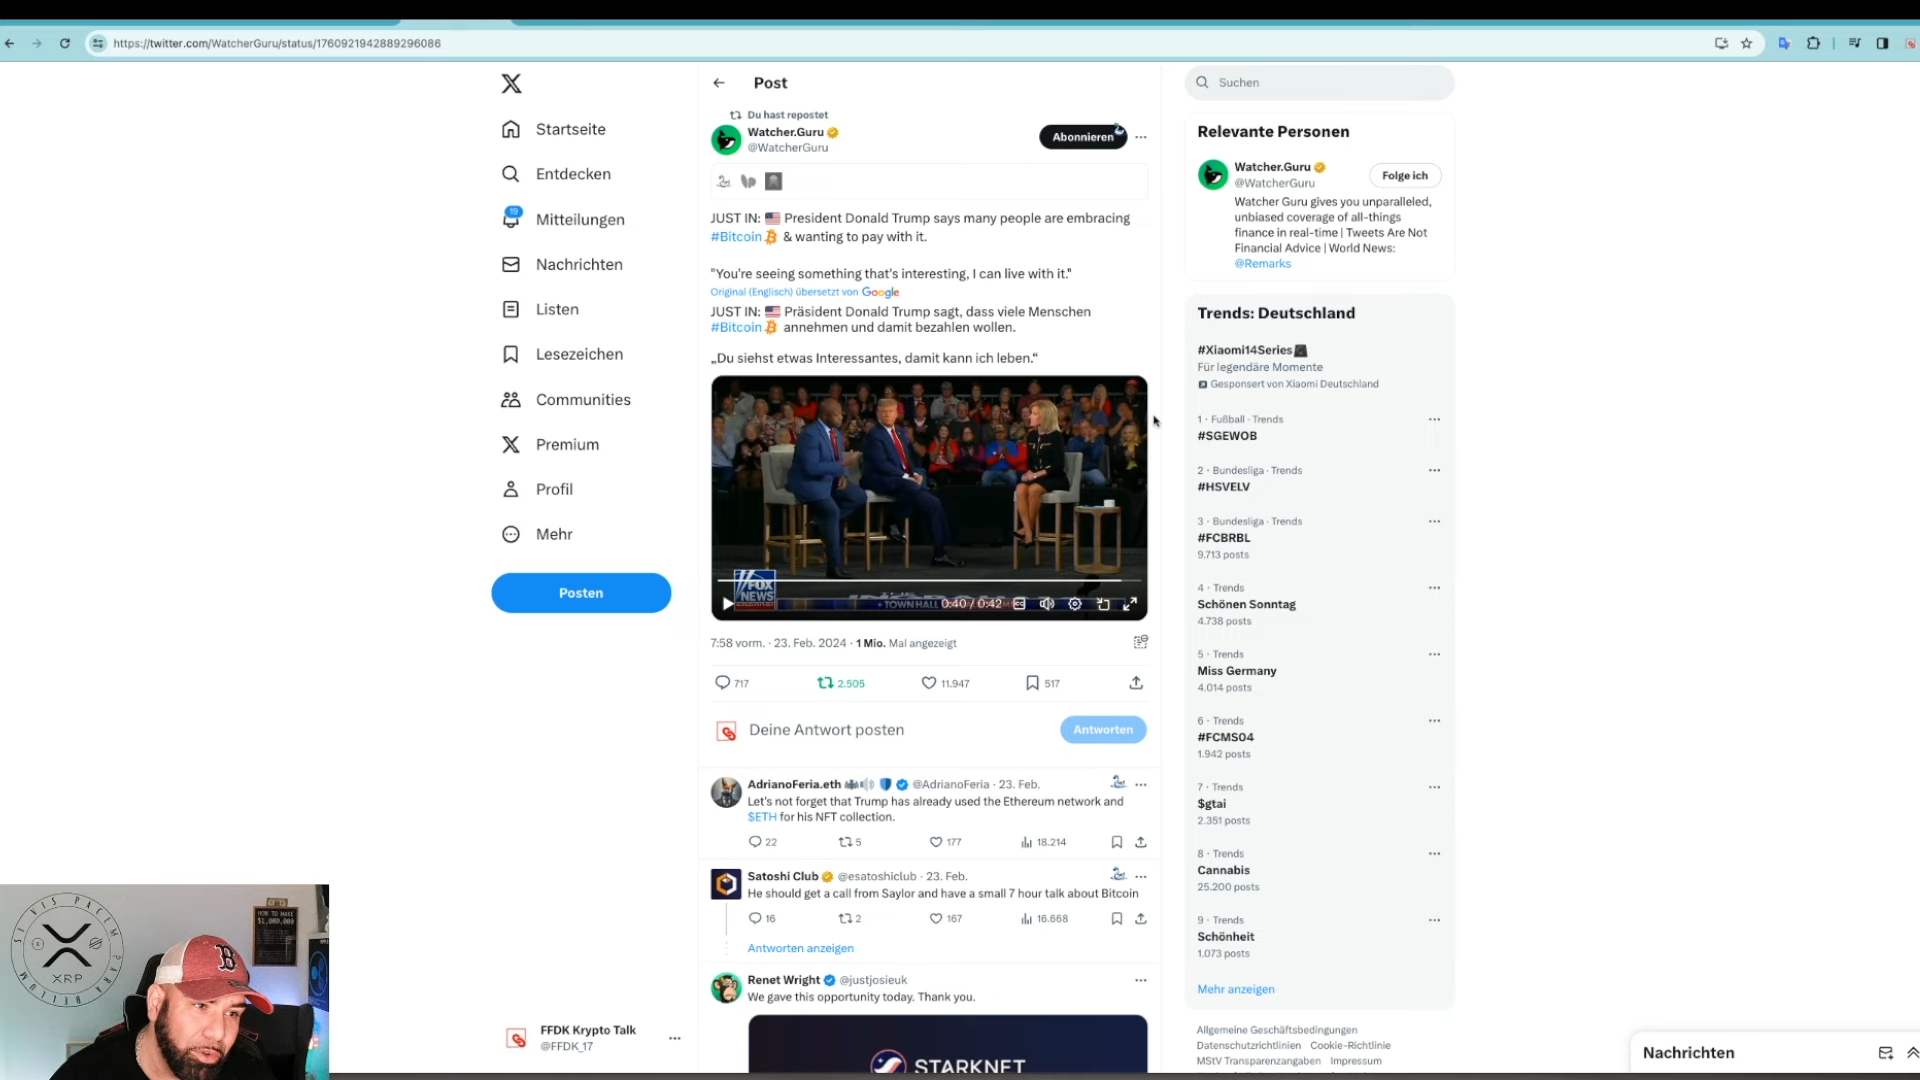 https://twitter.com/WatcherGuru/status/1760921942889296086
Startseite
Entdecken
19
Mitteilungen
Nachrichten
Listen
Lesezeichen
Communities
Premium
Profil
Mehr
Posten
FFDK Krypto Talk
@FFDK_17
Post
Du hast repostet
Watcher.Guru
@WatcherGuru
Abonnieren
JUST IN: 🇺🇸 President Donald Trump says many people are embracing
#Bitcoin & wanting to pay with it.
"You're seeing something that's interesting, I can live with it."
Original (Englisch) übersetzt von Google
JUST IN: 🇺🇸 Präsident Donald Trump sagt, dass viele Menschen
#Bitcoin annehmen und damit bezahlen wollen.
„Du siehst etwas Interessantes, damit kann ich leben.“
FOX
NEWS
TOWN HALL
0:40 / 0:42
7:58 vorm. · 23. Feb. 2024 · 1 Mio. Mal angezeigt
717 2.505 11.947 517
Deine Antwort posten
Antworten
AdrianoFeria.eth @AdrianoFeria · 23. Feb.
Let's not forget that Trump has already used the Ethereum network and
$ETH for his NFT collection.
22 5 177 18.214
Satoshi Club @esatoshiclub · 23. Feb.
He should get a call from Saylor and have a small 7 hour talk about Bitcoin
16 2 167 16.668
Antworten anzeigen
Renet Wright @justjosieuk
We gave this opportunity today. Thank you.
STARKNET
Suchen
Relevante Personen
Watcher.Guru
@WatcherGuru
Folge ich
Watcher Guru gives you unparalleled,
unbiased coverage of all-things
finance in real-time | Tweets Are Not
Financial Advice | World News:
@Remarks
Trends: Deutschland
#Xiaomi14Series
Für legendäre Momente
Gesponsert von Xiaomi Deutschland
1 · Fußball · Trends
#SGEWOB
2 · Bundesliga · Trends
#HSVELV
3 · Bundesliga · Trends
#FCBRBL
9.713 posts
4 · Trends
Schönen Sonntag
4.738 posts
5 · Trends
Miss Germany
4.014 posts
6 · Trends
#FCMS04
1.942 posts
7 · Trends
$gtai
2.351 posts
8 · Trends
Cannabis
25.200 posts
9 · Trends
Schönheit
1.073 posts
Mehr anzeigen
Allgemeine Geschäftsbedingungen
Datenschutzrichtlinien Cookie-Richtlinie
MStV Transparenzangaben Impressum
Nachrichten
SI VIS PACEM PARA BELLUM
XRP
HOW TO MAKE
$1,000,000
B